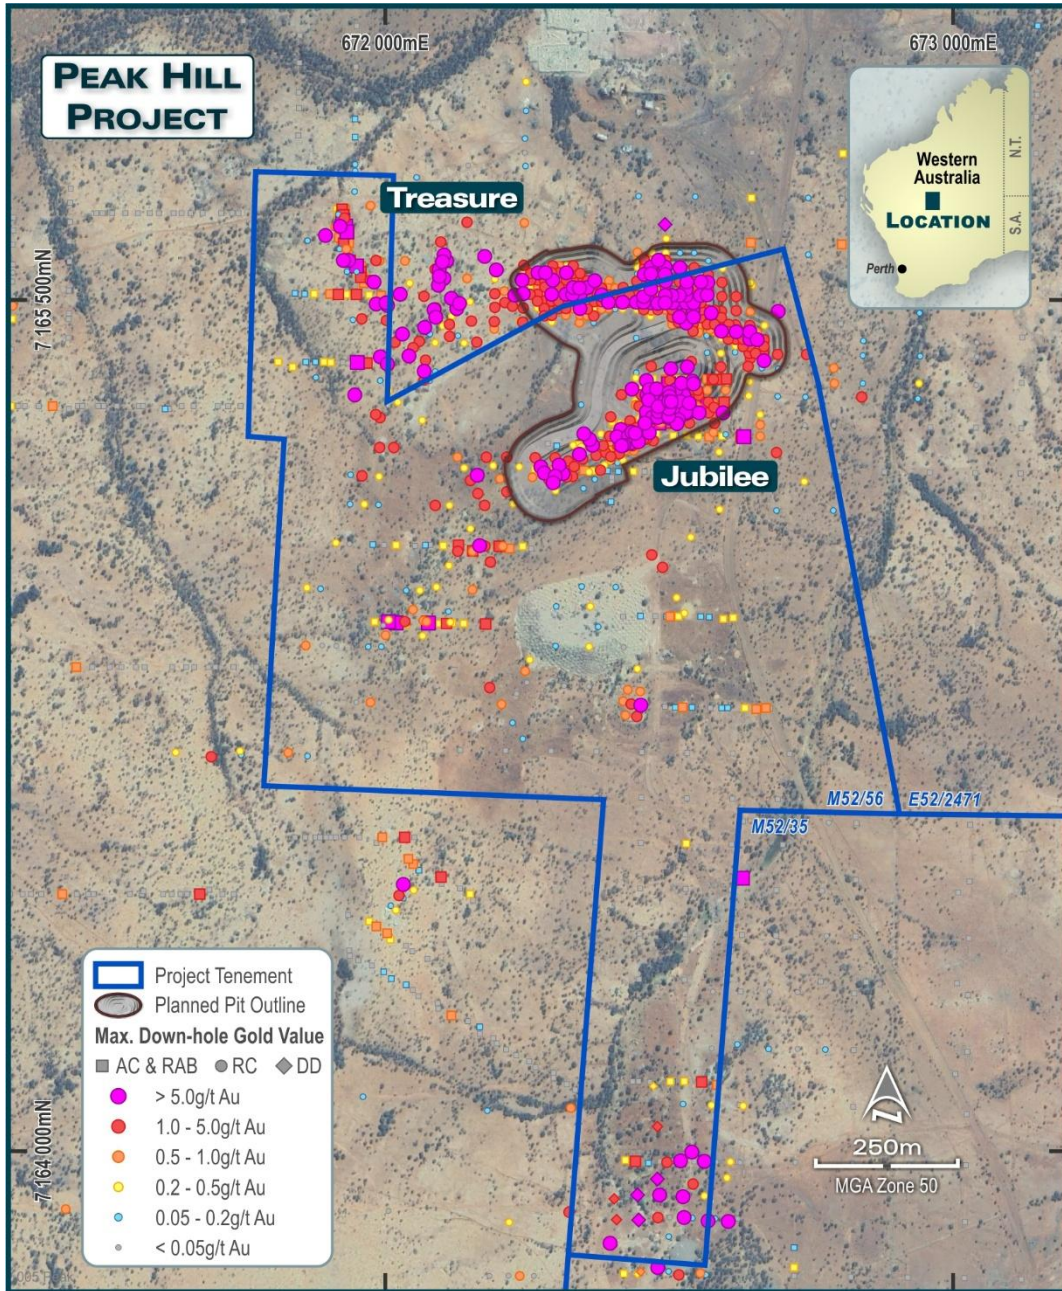 672 000mE
673 000mE
PEAK HILL
PROJECT
Western
Australia
LOCATION
N.T.
S.A.
Perth
Treasure
7 165 500mN
Jubilee
M52/56
E52/2471
M52/35
Project Tenement
Planned Pit Outline
Max. Down-hole Gold Value
AC & RAB
RC
DD
> 5.0g/t Au
1.0 - 5.0g/t Au
0.5 - 1.0g/t Au
0.2 - 0.5g/t Au
0.05 - 0.2g/t Au
< 0.05g/t Au
7 164 000mN
N
250m
MGA Zone 50